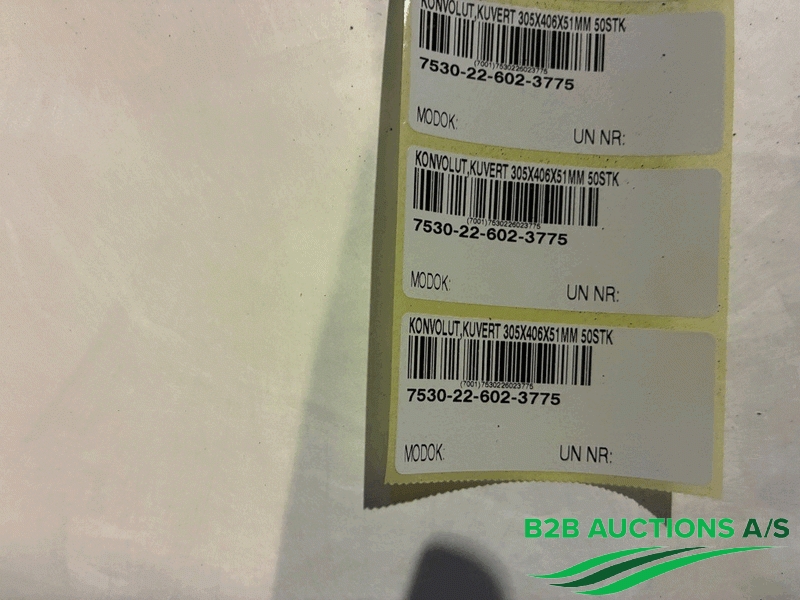 KONVOLUT,KUVERT 305X406X51MM 50STK
(7001)7530226023775
7530-22-602-3775
MODOK: UN NR:
KONVOLUT,KUVERT 305X406X51MM 50STK
(7001)7530226023775
7530-22-602-3775
MODOK: UN NR:
KONVOLUT,KUVERT 305X406X51MM 50STK
(7001)7530226023775
7530-22-602-3775
MODOK: UN NR:
B2B AUCTIONS A/S